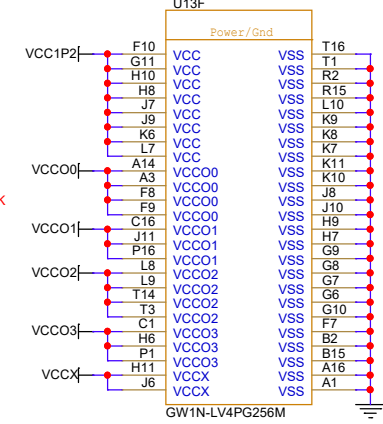 U13F
Power/Gnd
VCC1P2 F10 VCC VSS T16
G11 VCC VSS T1
H10 VCC VSS R2
H8 VCC VSS R15
J7 VCC VSS L10
J9 VCC VSS K9
K6 VCC VSS K8
L7 VCC VSS K7
VCCO0 A14 VCCO0 VSS K11
A3 VCCO0 VSS K10
K F8 VCCO0 VSS J8
F9 VCCO0 VSS J10
VCCO1 C16 VCCO1 VSS H9
J11 VCCO1 VSS H7
P16 VCCO1 VSS G9
VCCO2 L8 VCCO2 VSS G8
L9 VCCO2 VSS G7
T14 VCCO2 VSS G6
T3 VCCO2 VSS G10
VCCO3 C1 VCCO3 VSS F7
H6 VCCO3 VSS B2
P1 VCCO3 VSS B15
VCCX H11 VCCX VSS A16
J6 VCCX VSS A1
GW1N-LV4PG256M